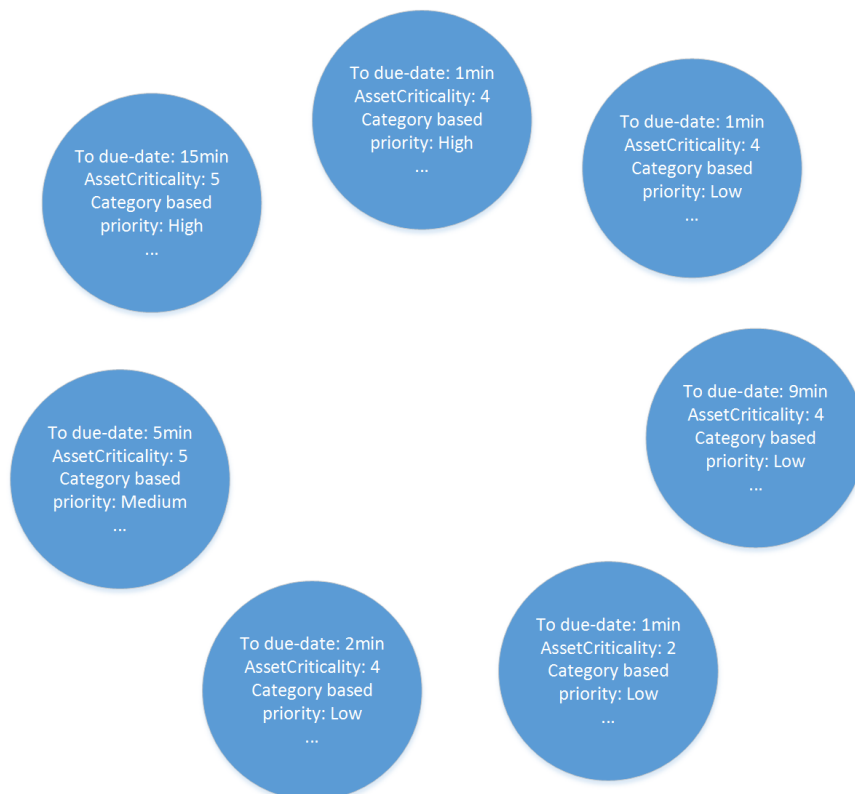 To due-date: 1min
AssetCriticality: 4
Category based
priority: High
...
To due-date: 1min
AssetCriticality: 4
Category based
priority: Low
...
To due-date: 15min
AssetCriticality: 5
Category based
priority: High
...
To due-date: 9min
AssetCriticality: 4
Category based
priority: Low
...
To due-date: 5min
AssetCriticality: 5
Category based
priority: Medium
...
To due-date: 1min
AssetCriticality: 2
Category based
priority: Low
...
To due-date: 2min
AssetCriticality: 4
Category based
priority: Low
...